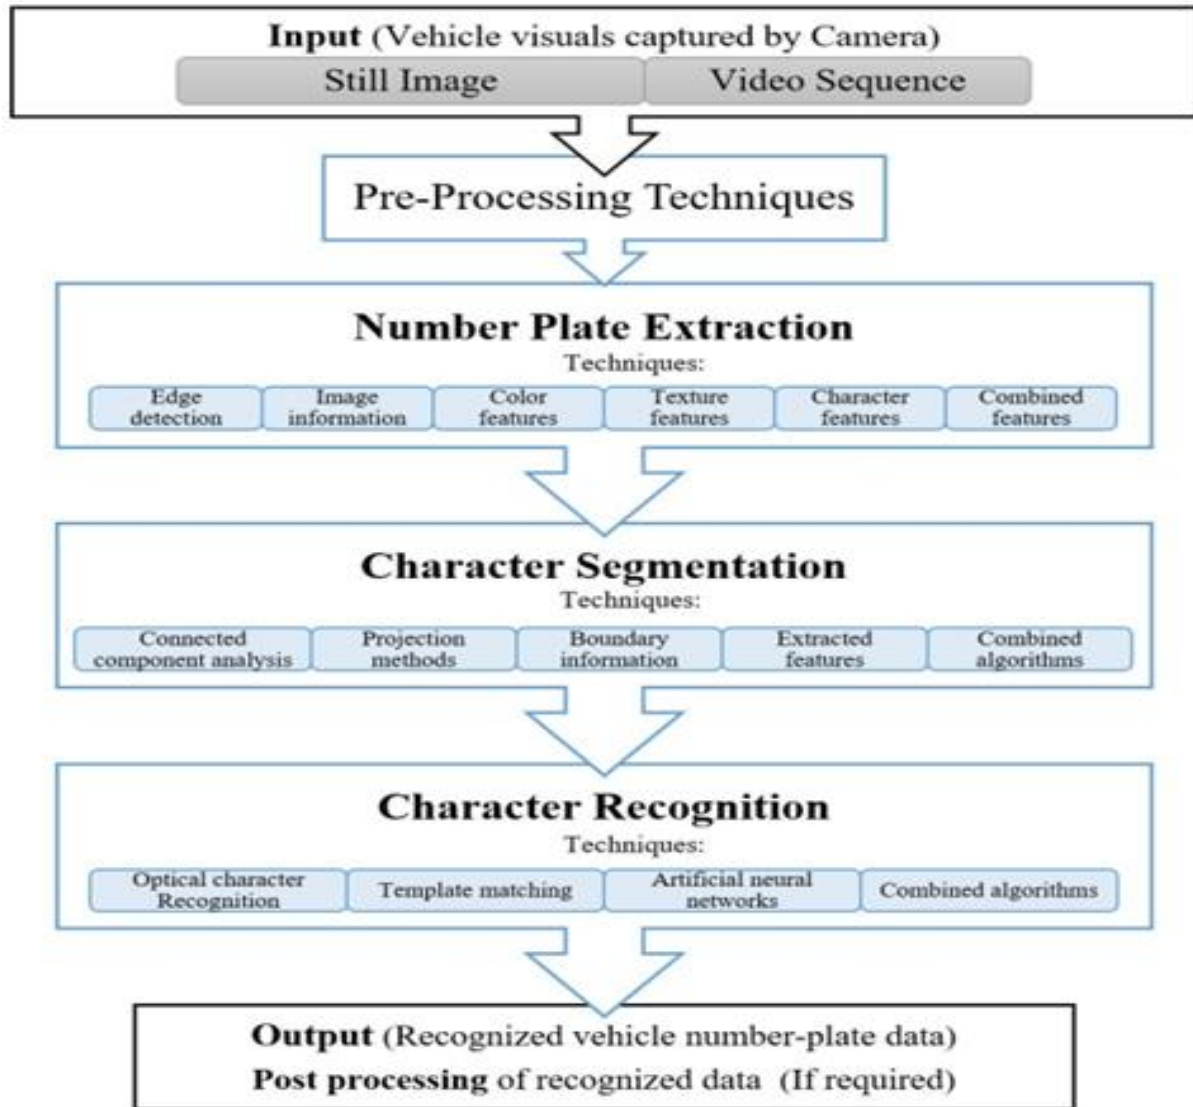 Input (Vehicle visuals captured by Camera)
Still Image
Video Sequence
Pre-Processing Techniques
Number Plate Extraction
Techniques:
Edge
detection
Image
information
Color
features
Texture
features
Character
features
Combined
features
Character Segmentation
Techniques:
Connected
component analysis
Projection
methods
Boundary
information
Extracted
features
Combined
algorithms
Character Recognition
Techniques:
Optical character
Recognition
Template matching
Artificial neural
networks
Combined algorithms
Output (Recognized vehicle number-plate data)
Post processing of recognized data (If required)